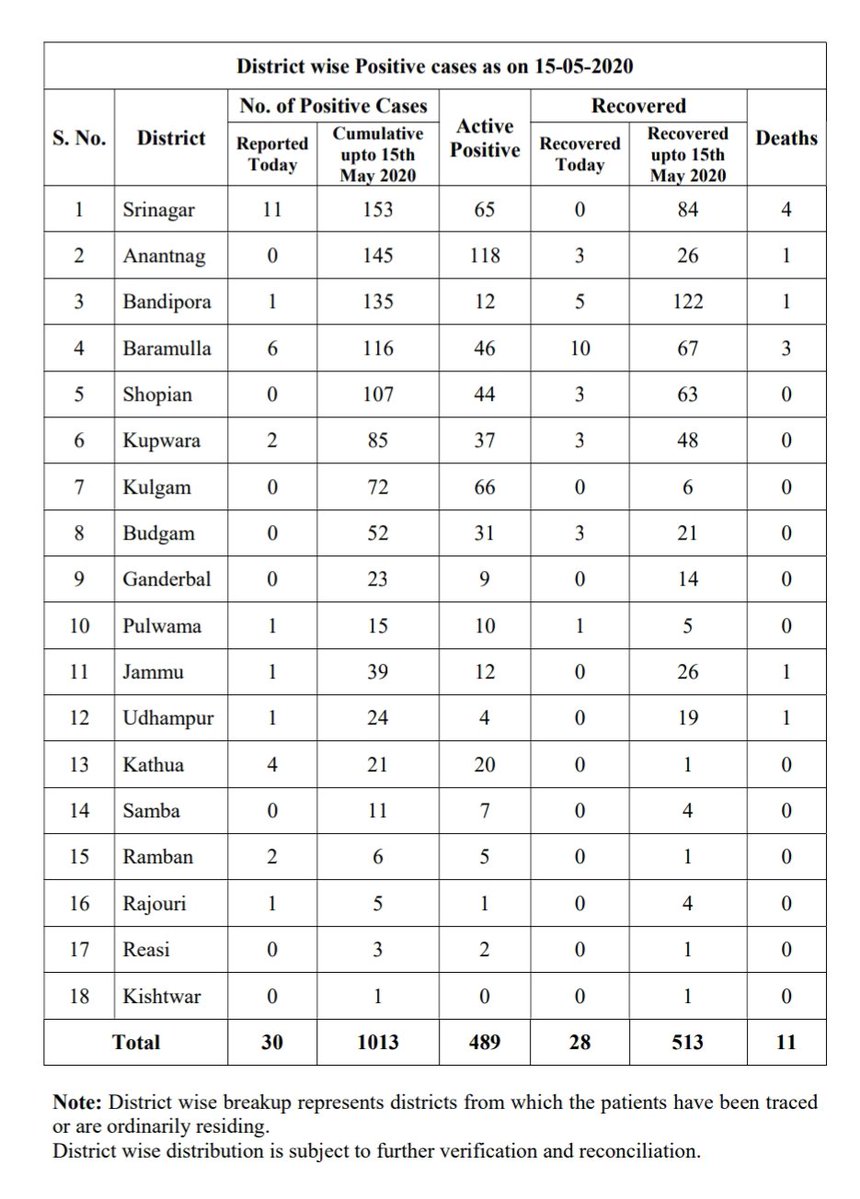 District wise Positive cases as on 15-05-2020
S. No. District No. of Positive Cases Active Positive Recovered Deaths
Reported Today Cumulative upto 15th May 2020 Recovered Today Recovered upto 15th May 2020
1 Srinagar 11 153 65 0 84 4
2 Anantnag 0 145 118 3 26 1
3 Bandipora 1 135 12 5 122 1
4 Baramulla 6 116 46 10 67 3
5 Shopian 0 107 44 3 63 0
6 Kupwara 2 85 37 3 48 0
7 Kulgam 0 72 66 0 6 0
8 Budgam 0 52 31 3 21 0
9 Ganderbal 0 23 9 0 14 0
10 Pulwama 1 15 10 1 5 0
11 Jammu 1 39 12 0 26 1
12 Udhampur 1 24 4 0 19 1
13 Kathua 4 21 20 0 1 0
14 Samba 0 11 7 0 4 0
15 Ramban 2 6 5 0 1 0
16 Rajouri 1 5 1 0 4 0
17 Reasi 0 3 2 0 1 0
18 Kishtwar 0 1 0 0 1 0
Total 30 1013 489 28 513 11
Note: District wise breakup represents districts from which the patients have been traced
or are ordinarily residing.
District wise distribution is subject to further verification and reconciliation.